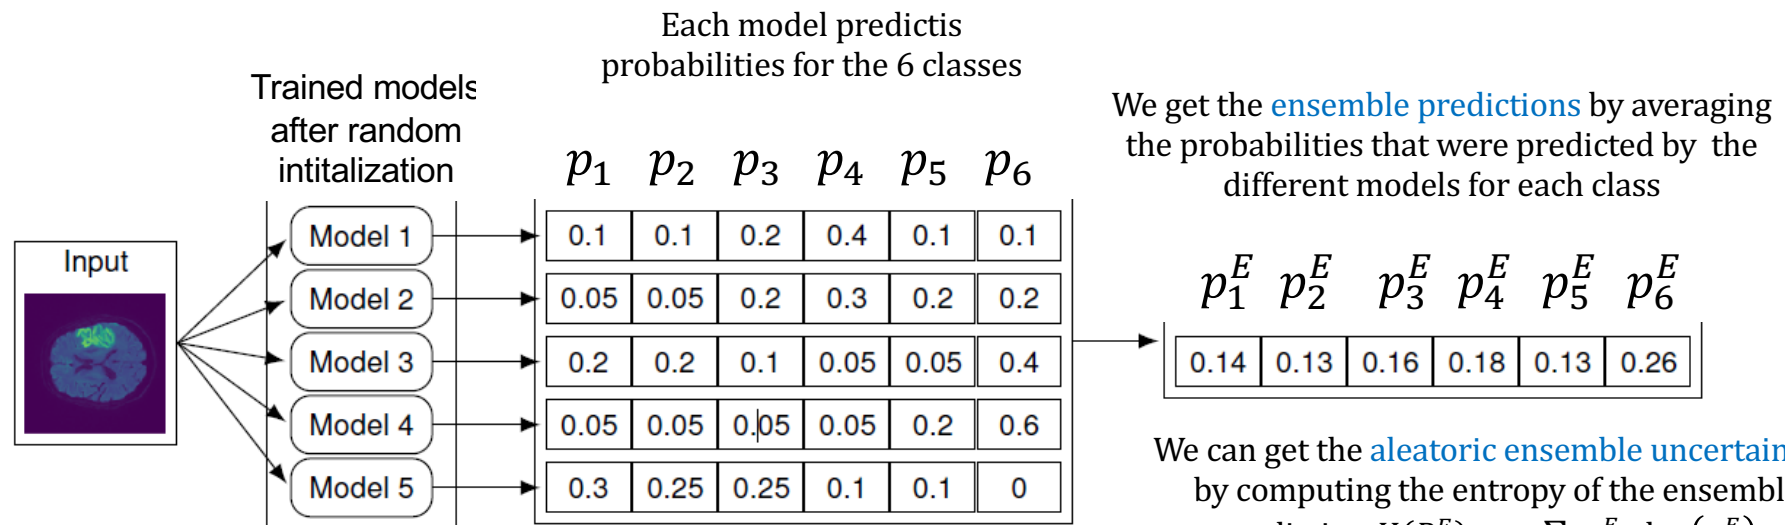 Each model predictis
probabilities for the 6 classes
Trained models
after random
intitalization
We get the ensemble predictions by averaging
the probabilities that were predicted by the
different models for each class
p1 p2 p3 p4 p5 p6
Input
Model 1 0.1 0.1 0.2 0.4 0.1 0.1
Model 2 0.05 0.05 0.2 0.3 0.2 0.2
Model 3 0.2 0.2 0.1 0.05 0.05 0.4
Model 4 0.05 0.05 0.05 0.05 0.2 0.6
Model 5 0.3 0.25 0.25 0.1 0.1 0
p1^E p2^E p3^E p4^E p5^E p6^E
0.14 0.13 0.16 0.18 0.13 0.26
We can get the aleatoric ensemble uncertain
by computing the entropy of the ensembl